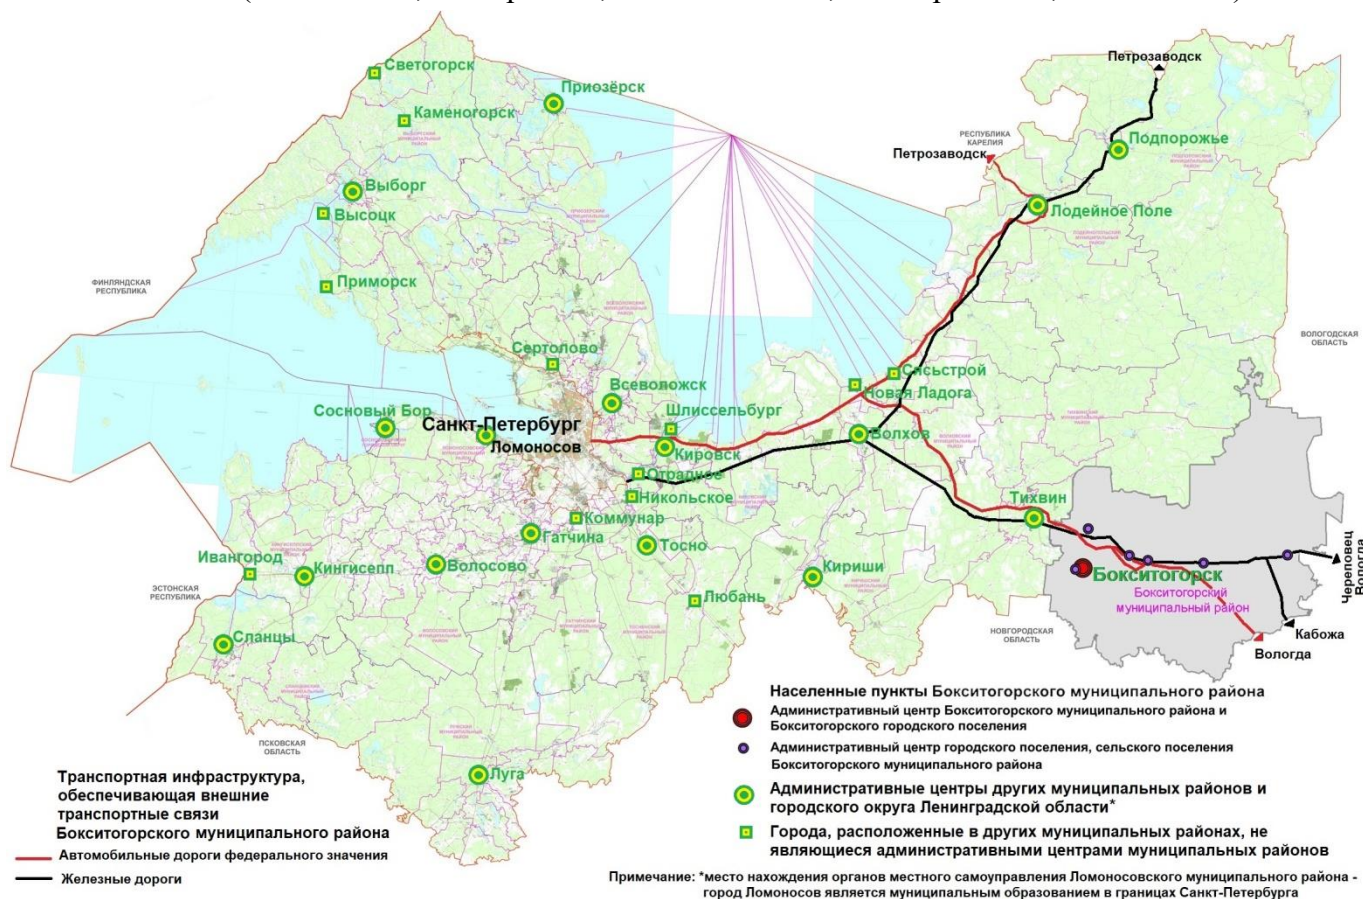 Петрозаводск
Светогорск
Приозёрск
Каменогорск
РЕСПУБЛИКА
КАРЕЛИЯ
Подпорожье
Петрозаводск
Выборг
Высоцк
Лодейное Поле
ФИНЛЯНДСКАЯ
РЕСПУБЛИКА
Приморск
ВОЛОГОДСКАЯ
ОБЛАСТЬ
Сертолово
Сясьстрой
Новая Ладога
Всеволожск
Шлиссельбург
Сосновый Бор
Санкт-Петербург
Ломоносов
Волхов
Кировск
Отрадное
Никольское
Тихвин
Коммунар
Гатчина
Тосно
Ивангород
Кингисепп
Волосово
Кириши
Бокситогорск
Бокситогорский
муниципальный район
Череповец
Вологда
ЭСТОНСКАЯ
РЕСПУБЛИКА
Любань
Сланцы
НОВГОРОДСКАЯ
ОБЛАСТЬ
Кабожа
Вологда
ПСКОВСКАЯ
ОБЛАСТЬ
Луга
Населенные пункты Бокситогорского муниципального района
Административный центр Бокситогорского муниципального района и
Бокситогорского городского поселения
Административный центр городского поселения, сельского поселения
Бокситогорского муниципального района
Административные центры других муниципальных районов и
городского округа Ленинградской области*
Города, расположенные в других муниципальных районах, не
являющиеся административными центрами муниципальных районов
Транспортная инфраструктура,
обеспечивающая внешние
транспортные связи
Бокситогорского муниципального района
Автомобильные дороги федерального значения
Железные дороги
Примечание: *место нахождения органов местного самоуправления Ломоносовского муниципального района -
город Ломоносов является муниципальным образованием в границах Санкт-Петербурга